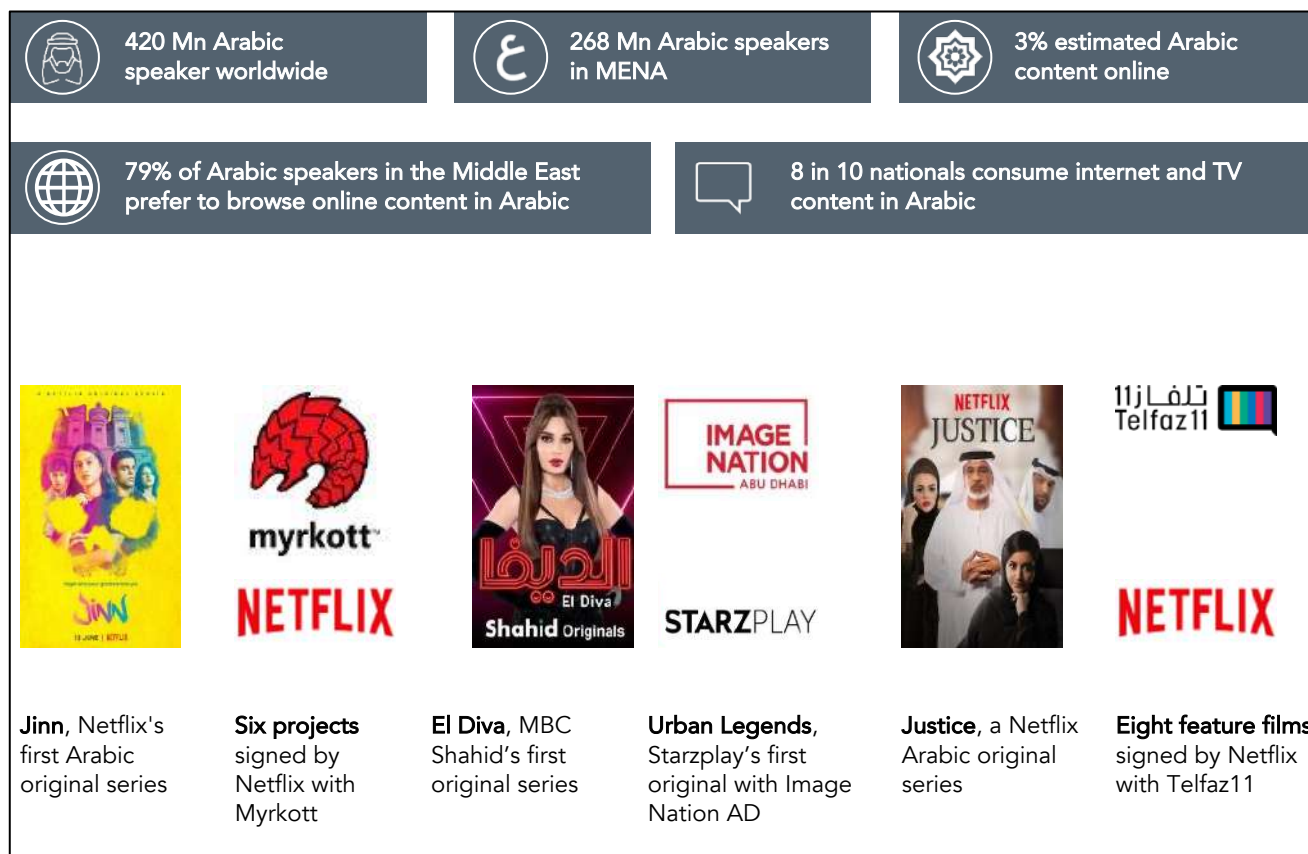 420 Mn Arabic
speaker worldwide
ع
268 Mn Arabic speakers
in MENA
3% estimated Arabic
content online
79% of Arabic speakers in the Middle East
prefer to browse online content in Arabic
8 in 10 nationals consume internet and TV
content in Arabic
A NETFLIX ORIGINAL SERIES
JINN
13 JUNE | NETFLIX
myrkott
NETFLIX
الديفا
El Diva
Shahid Originals
IMAGE
NATION
ABU DHABI
STARZPLAY
NETFLIX
JUSTICE
تلفاز11
Telfaz11
NETFLIX
Jinn, Netflix's
first Arabic
original series
Six projects
signed by
Netflix with
Myrkott
El Diva, MBC
Shahid’s first
original series
Urban Legends,
Starzplay’s first
original with Image
Nation AD
Justice, a Netflix
Arabic original
series
Eight feature films
signed by Netflix
with Telfaz11